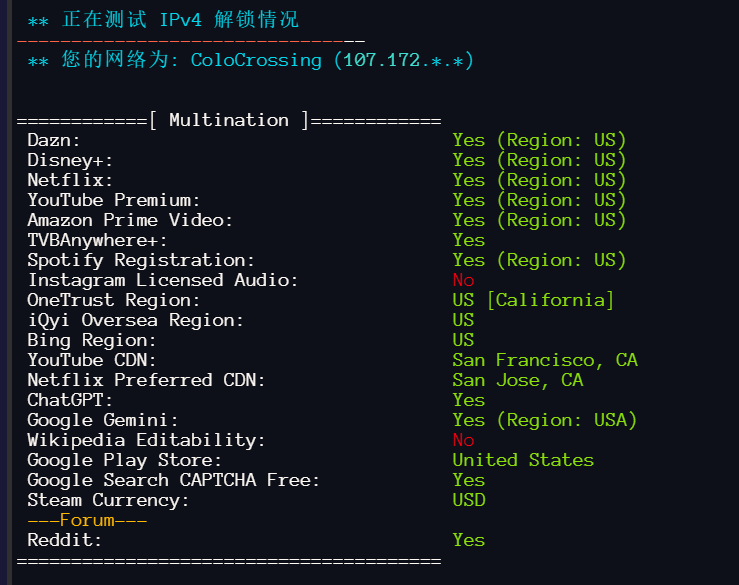 ** 正在测试 IPv4 解锁情况
--------------------------------
** 您的网络为: ColoCrossing (107.172.*.*)
============[ Multination ]============
Dazn: Yes (Region: US)
Disney+: Yes (Region: US)
Netflix: Yes (Region: US)
YouTube Premium: Yes (Region: US)
Amazon Prime Video: Yes (Region: US)
TVBAnywhere+: Yes
Spotify Registration: Yes (Region: US)
Instagram Licensed Audio: No
OneTrust Region: US [California]
iQyi Oversea Region: US
Bing Region: US
YouTube CDN: San Francisco, CA
Netflix Preferred CDN: San Jose, CA
ChatGPT: Yes
Google Gemini: Yes (Region: USA)
Wikipedia Editability: No
Google Play Store: United States
Google Search CAPTCHA Free: Yes
Steam Currency: USD
---Forum---
Reddit: Yes
=======================================